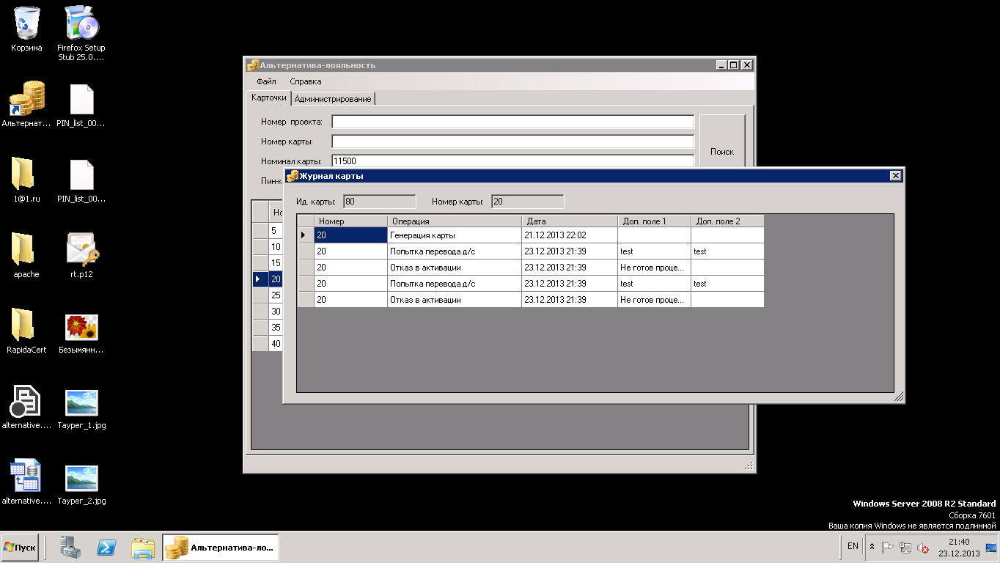 Корзина
Firefox Setup
Stub 25.0....
Альтернат...
PIN_list_00...
1@1.ru
PIN_list_00...
apache
rt.p12
RapidaCert
Безымянн...
alternative....
Tayper_1.jpg
alternative....
Tayper_2.jpg
Альтернатива-лояльность
Файл Справка
Карточки Администрирование
Номер проекта:
Номер карты:
Номинал карты: 11500
Поиск
Пин-к
Но
5
10
15
20
25
30
35
40
Журнал карты
Ид. карты: 80 Номер карты: 20
Номер Операция Дата Доп. поле 1 Доп. поле 2
20 Генерация карты 21.12.2013 22:02
20 Попытка перевода д/с 23.12.2013 21:39 test test
20 Отказ в активации 23.12.2013 21:39 Не готов проце...
20 Попытка перевода д/с 23.12.2013 21:39 test test
20 Отказ в активации 23.12.2013 21:39 Не готов проце...
Windows Server 2008 R2 Standard
Сборка 7601
Ваша копия Windows не является подлинной
Пуск
Альтернатива-ло...
EN
21:40
23.12.2013